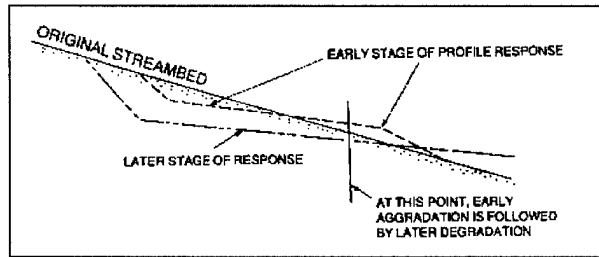 ORIGINAL STREAMBED
EARLY STAGE OF PROFILE RESPONSE
LATER STAGE OF RESPONSE
AT THIS POINT, EARLY
AGGRADATION IS FOLLOWED
BY LATER DEGRADATION